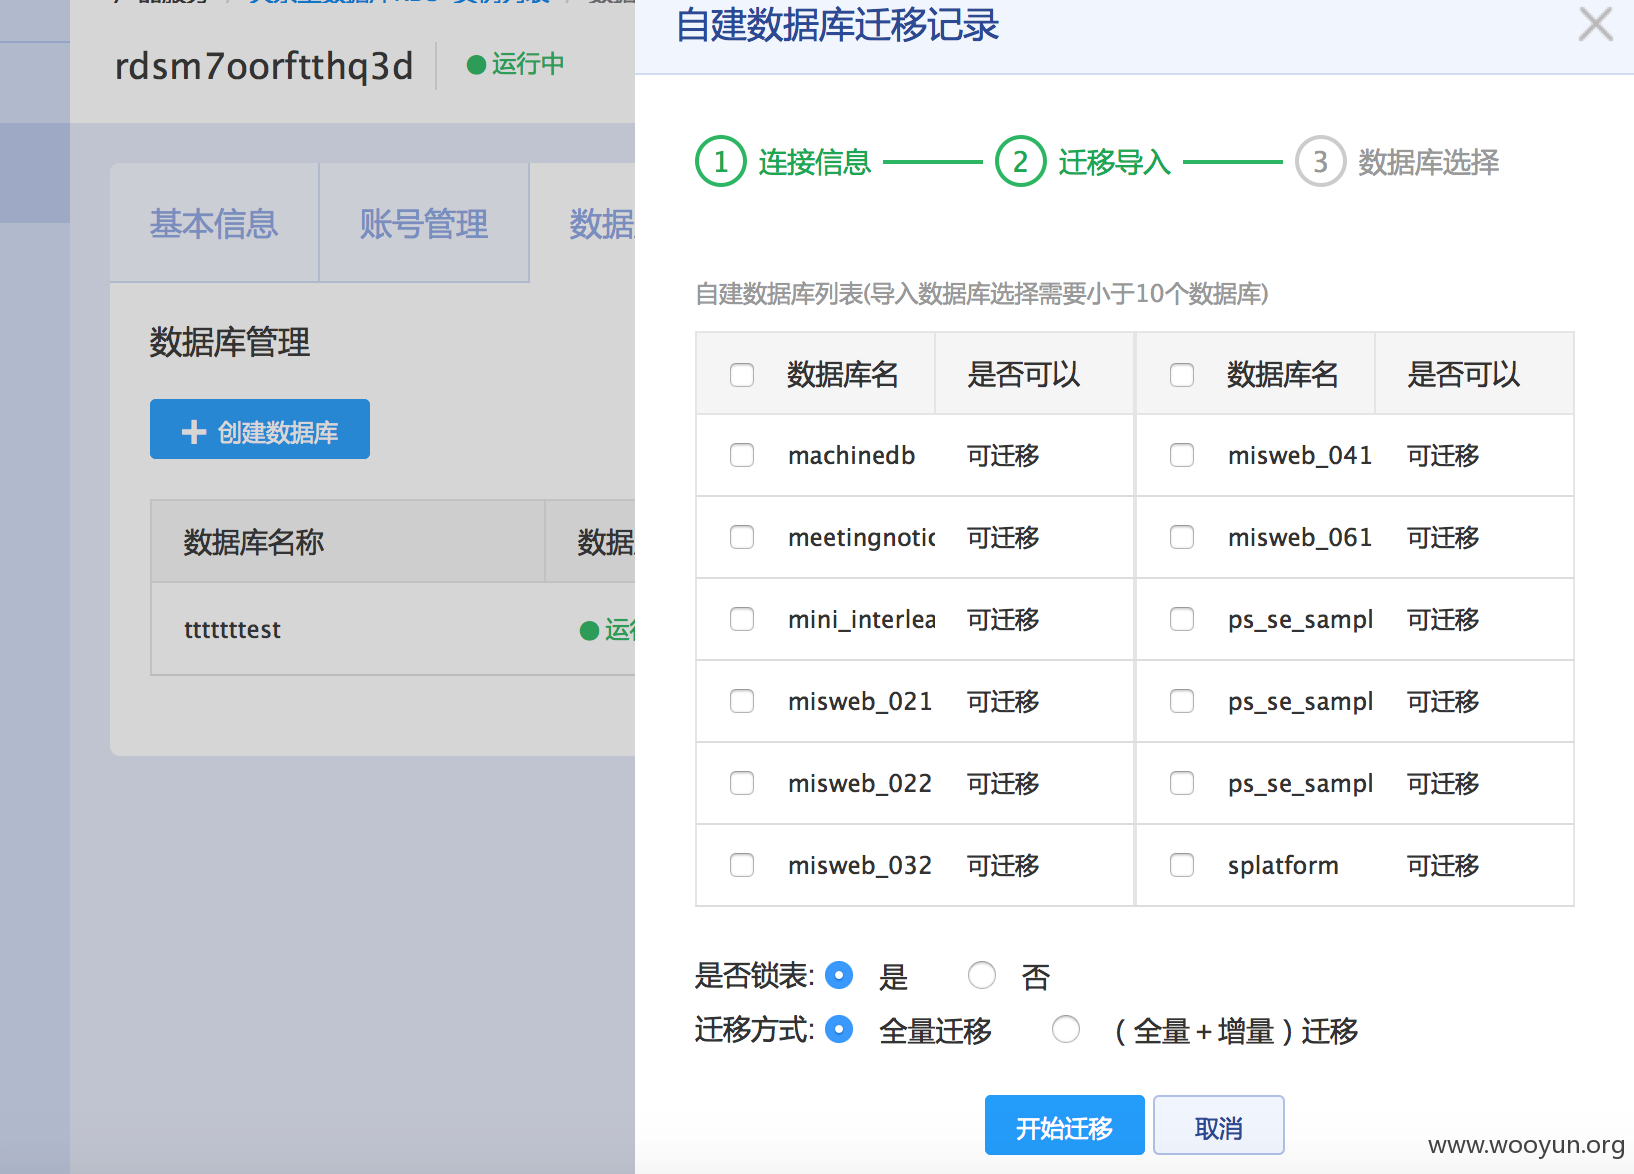 自建数据库迁移记录
rdsm7oorftthq3d
运行中
1 连接信息
2 迁移导入
3 数据库选择
基本信息
账号管理
数据
自建数据库列表(导入数据库选择需要小于10个数据库)
数据库管理
创建数据库
数据库名称
数据
ttttttttest
运行
数据库名 是否可以 数据库名 是否可以
machinedb 可迁移 misweb_041 可迁移
meetingnotic 可迁移 misweb_061 可迁移
mini_interlea 可迁移 ps_se_sampl 可迁移
misweb_021 可迁移 ps_se_sampl 可迁移
misweb_022 可迁移 ps_se_sampl 可迁移
misweb_032 可迁移 splatform 可迁移
是否锁表: 是 否
迁移方式: 全量迁移 (全量+增量)迁移
开始迁移 取消
www.wooyun.org